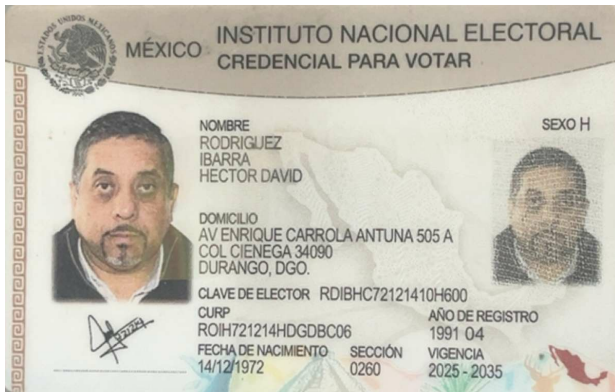 ESTADOS UNIDOS MEXICANOS
MÉXICO
INSTITUTO NACIONAL ELECTORAL
CREDENCIAL PARA VOTAR
NOMBRE
RODRIGUEZ
IBARRA
HECTOR DAVID
SEXO H
DOMICILIO
AV ENRIQUE CARROLA ANTUNA 505 A
COL CIENEGA 34090
DURANGO, DGO.
CLAVE DE ELECTOR RDIBHC72121410H600
CURP
ROIH721214HDGDBC06
AÑO DE REGISTRO
1991 04
FECHA DE NACIMIENTO
14/12/1972
SECCIÓN
0260
VIGENCIA
2025 - 2035